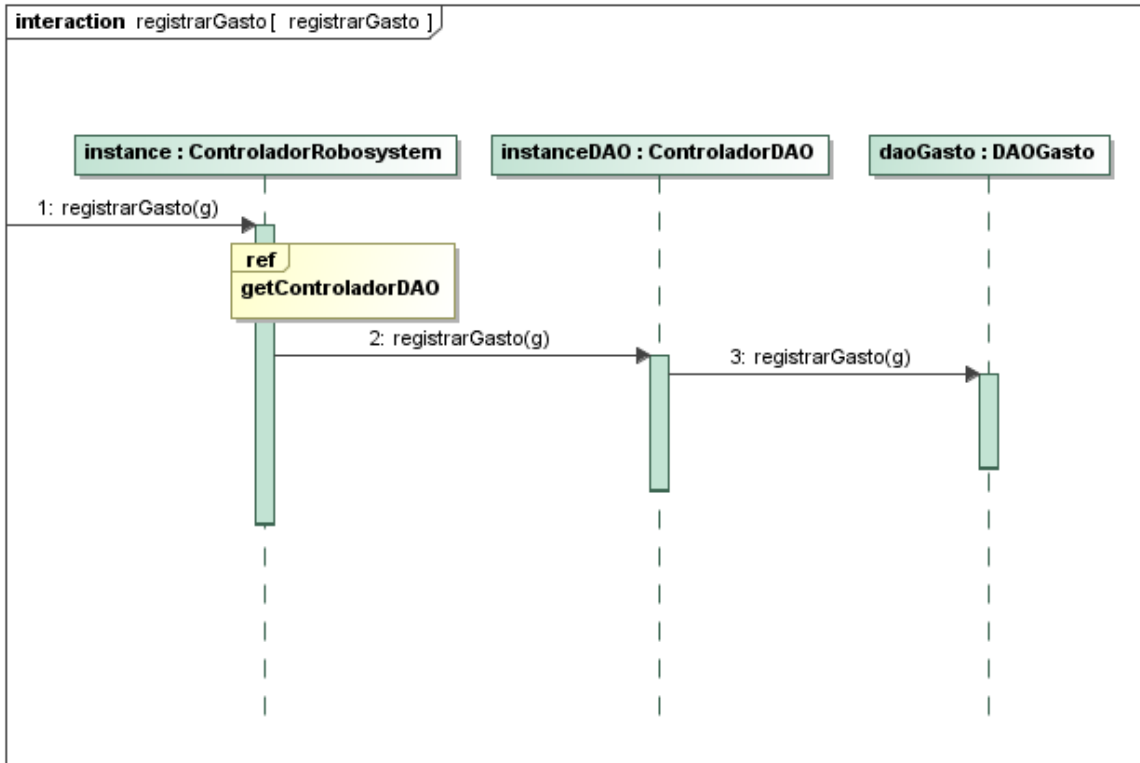 interaction registrarGasto[ registrarGasto ]
instance : ControladorRobosystem
instanceDAO : ControladorDAO
daoGasto : DAOGasto
1: registrarGasto(g)
ref
getControladorDAO
2: registrarGasto(g)
3: registrarGasto(g)